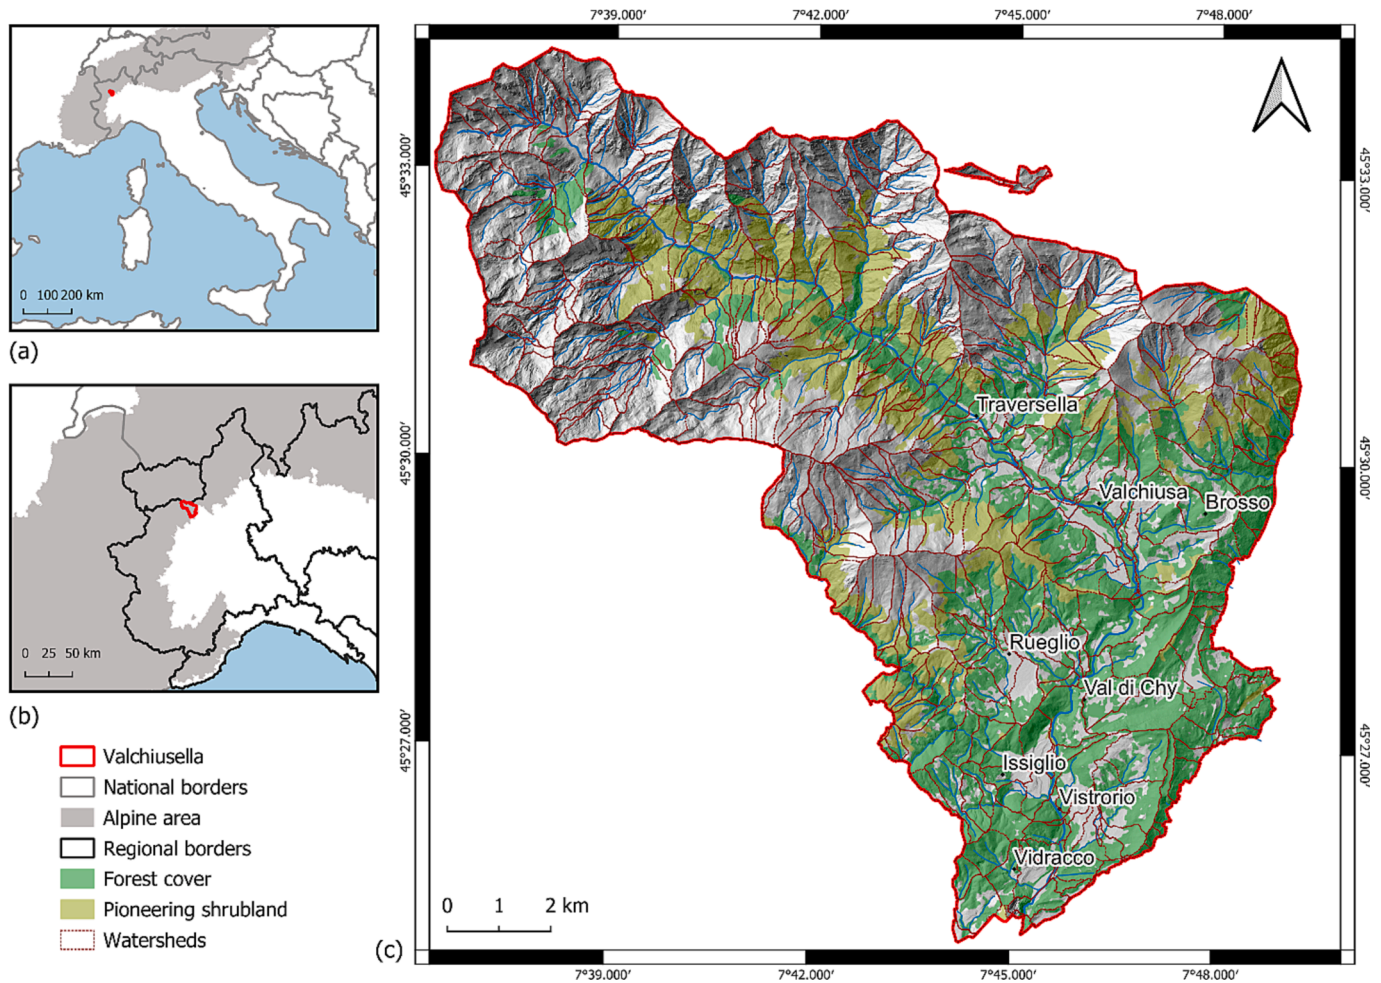 7°39.000′ 7°42.000′ 7°45.000′ 7°48.000′
45°33.000′
45°33.000′
0 100 200 km
(a)
Traversella
45°30.000′
45°30.000′
Valchiusa
Brosso
Rueglio
0 25 50 km
Val di Chy
(b)
45°27.000′
45°27.000′
Valchiusella
National borders
Alpine area
Regional borders
Forest cover
Pioneering shrubland
Watersheds
Issiglio
Vistrorio
Vidracco
0 1 2 km
(c)
7°39.000′ 7°42.000′ 7°45.000′ 7°48.000′